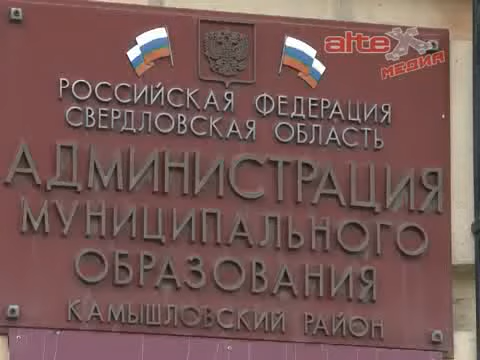 alteX
МЕДИА
РОССИЙСКАЯ ФЕДЕРАЦИЯ
СВЕРДЛОВСКАЯ ОБЛАСТЬ
АДМИНИСТРАЦИЯ
МУНИЦИПАЛЬНОГО
ОБРАЗОВАНИЯ
КАМЫШЛОВСКИЙ РАЙОН